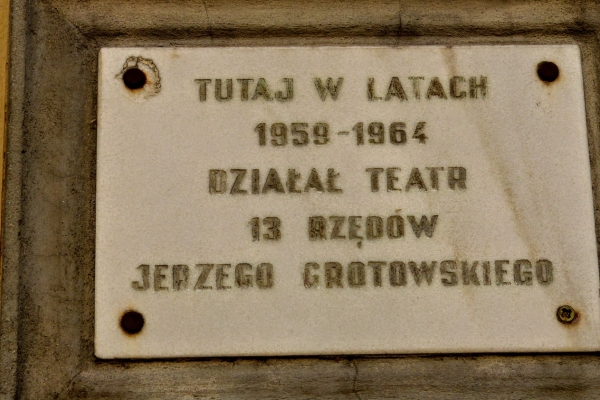 TUTAJ W LATACH
1959-1964
DZIAŁAŁ TEATR
13 RZĘDÓW
JERZEGO GROTOWSKIEGO